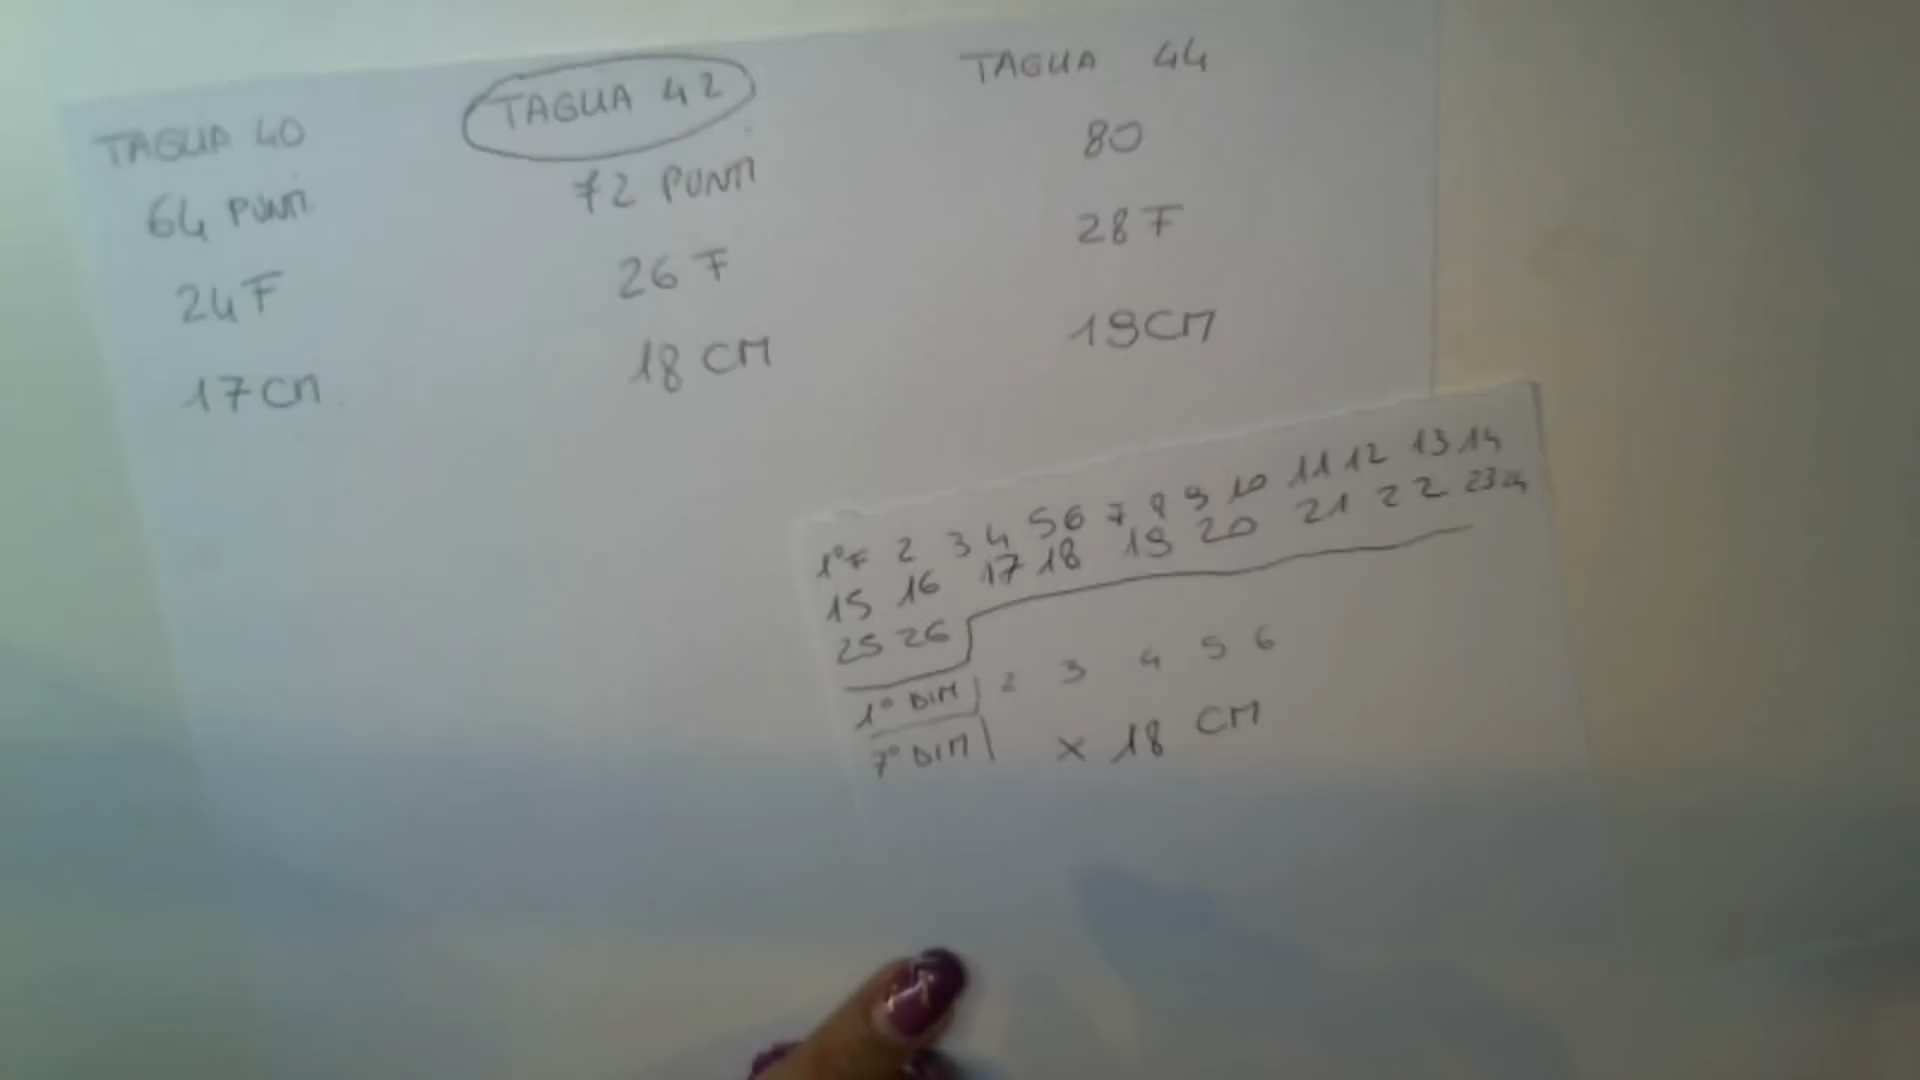 TAGLIA 40
64 PUNTI
24 F
17 CM
TAGLIA 42
72 PUNTI
26 F
18 CM
TAGLIA 44
80
28 F
19 CM
1° F 2 3 4 5 6 7 8 9 10 11 12 13 14
15 16 17 18 19 20 21 22 23 24
25 26
1° DIM 2 3 4 5 6
7° DIM x 18 CM